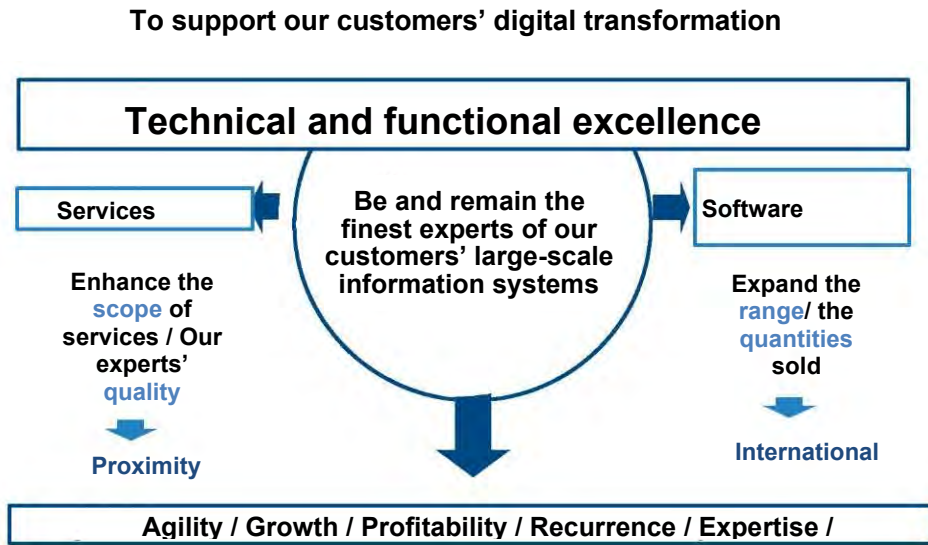 To support our customers’ digital transformation
Technical and functional excellence
Services
Be and remain the
finest experts of our
customers’ large-scale
information systems
Software
Enhance the
scope of
services / Our
experts’
quality
Proximity
Expand the
range/ the
quantities
sold
International
Agility / Growth / Profitability / Recurrence / Expertise /